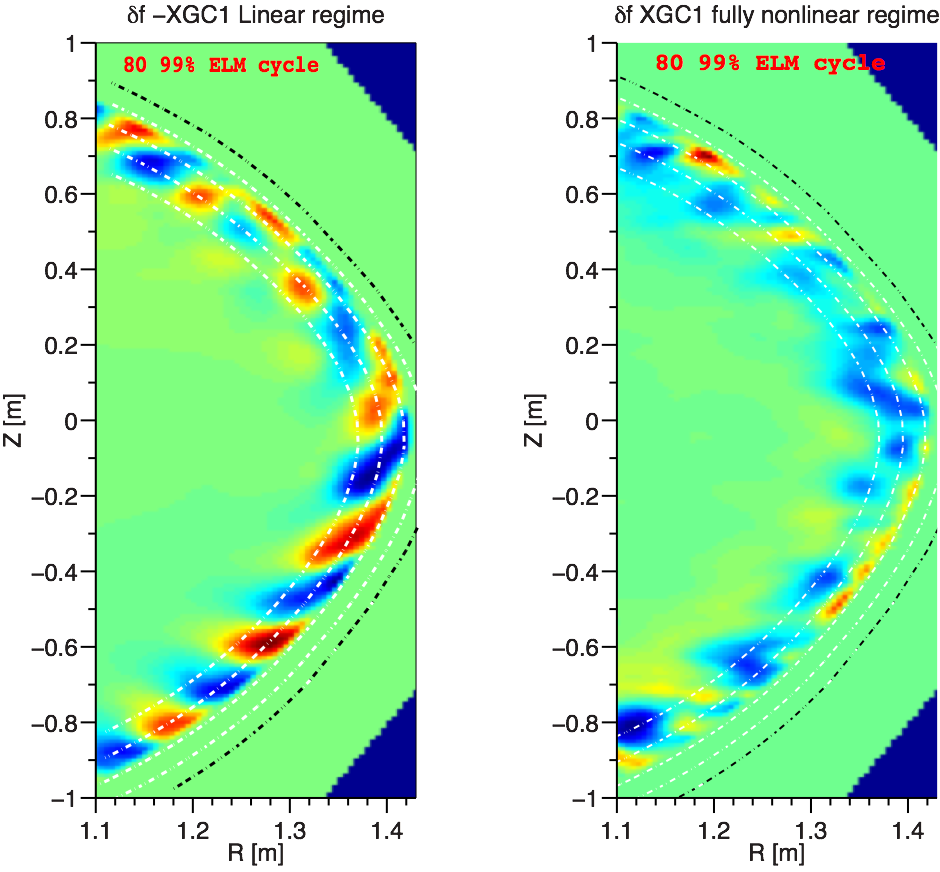 δf −XGC1 Linear regime
80 99% ELM cycle
1
0.8
0.6
0.4
0.2
0
−0.2
−0.4
−0.6
−0.8
−1
Z [m]
1.1 1.2 1.3 1.4
R [m]
δf XGC1 fully nonlinear regime
80 99% ELM cycle
1
0.8
0.6
0.4
0.2
0
−0.2
−0.4
−0.6
−0.8
−1
Z [m]
1.1 1.2 1.3 1.4
R [m]